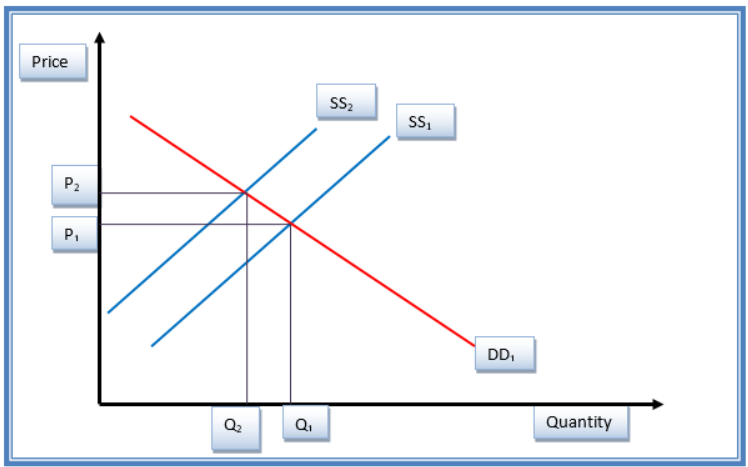 Price
SS₂
SS₁
P₂
P₁
DD₁
Q₂
Q₁
Quantity